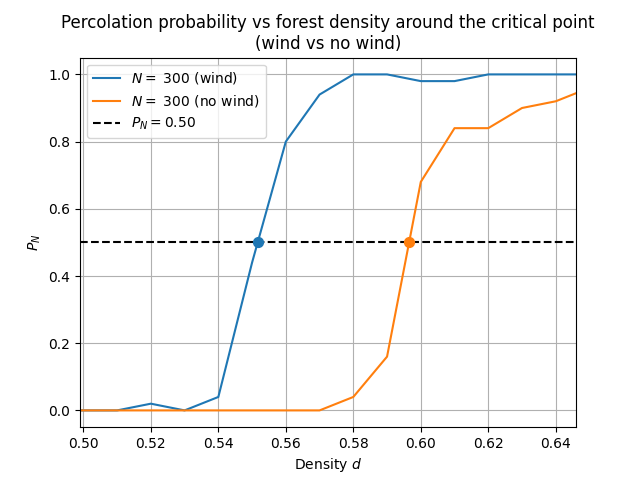 Percolation probability vs forest density around the critical point
(wind vs no wind)
N = 300 (wind)
N = 300 (no wind)
P_N = 0.50
1.0
0.8
0.6
0.4
0.2
0.0
P_N
0.50 0.52 0.54 0.56 0.58 0.60 0.62 0.64
Density d